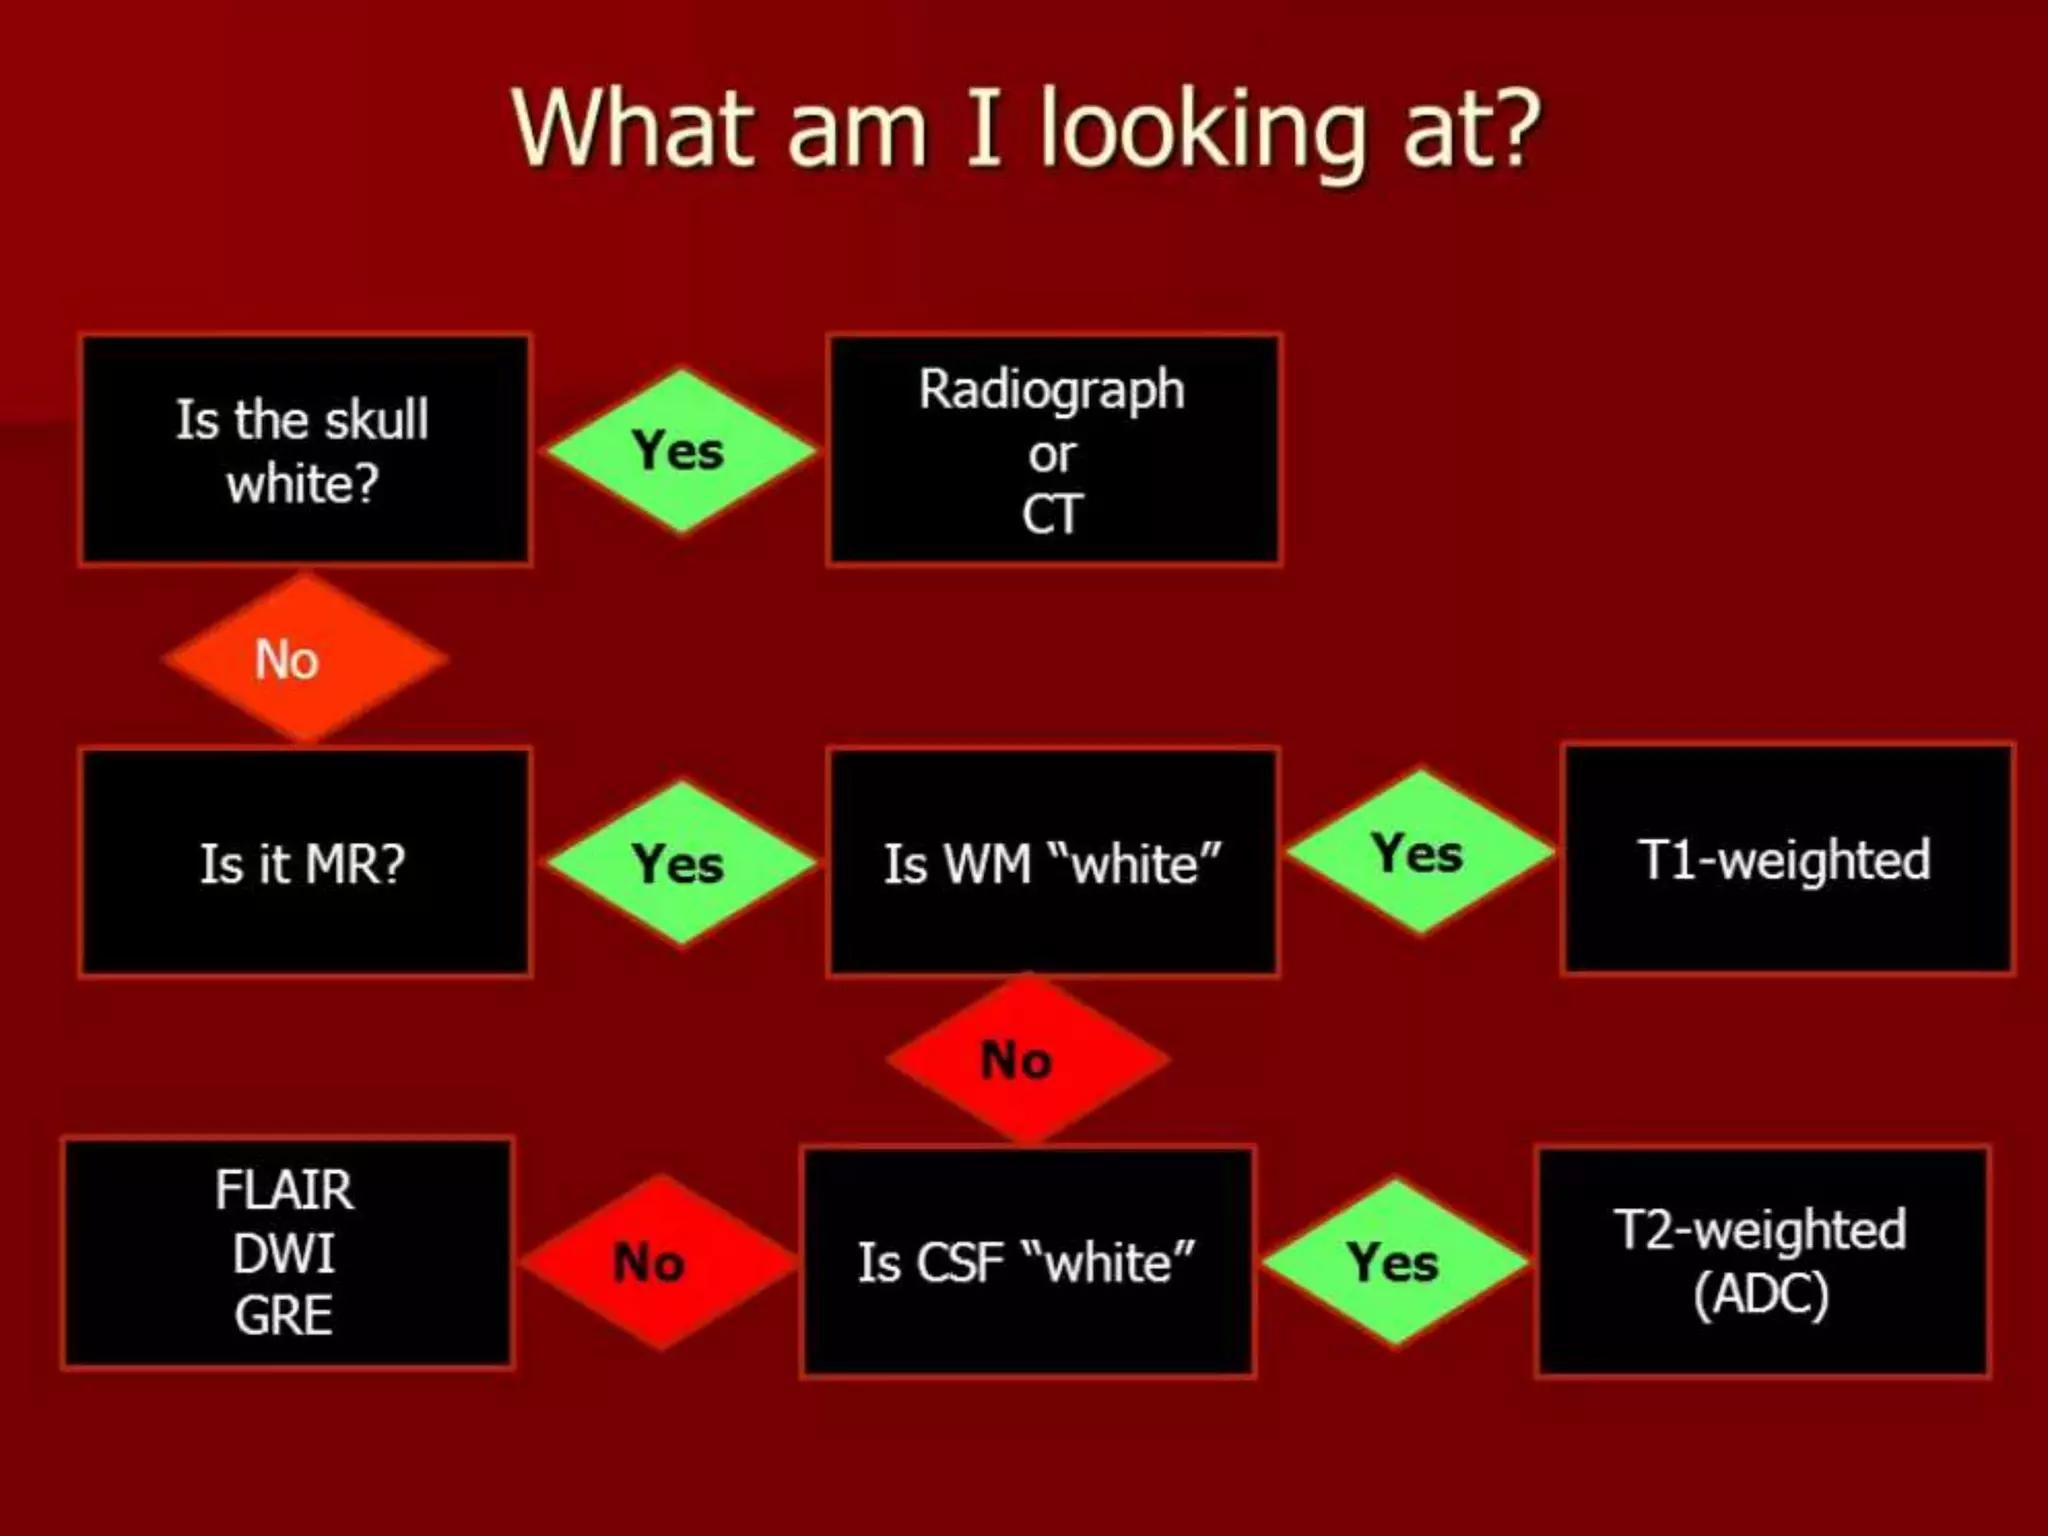 What am I looking at?
Is the skull
white?
Yes
Radiograph
or
CT
No
Is it MR?
Yes
Is WM “white”
Yes
T1-weighted
No
FLAIR
DWI
GRE
No
Is CSF “white”
Yes
T2-weighted
(ADC)